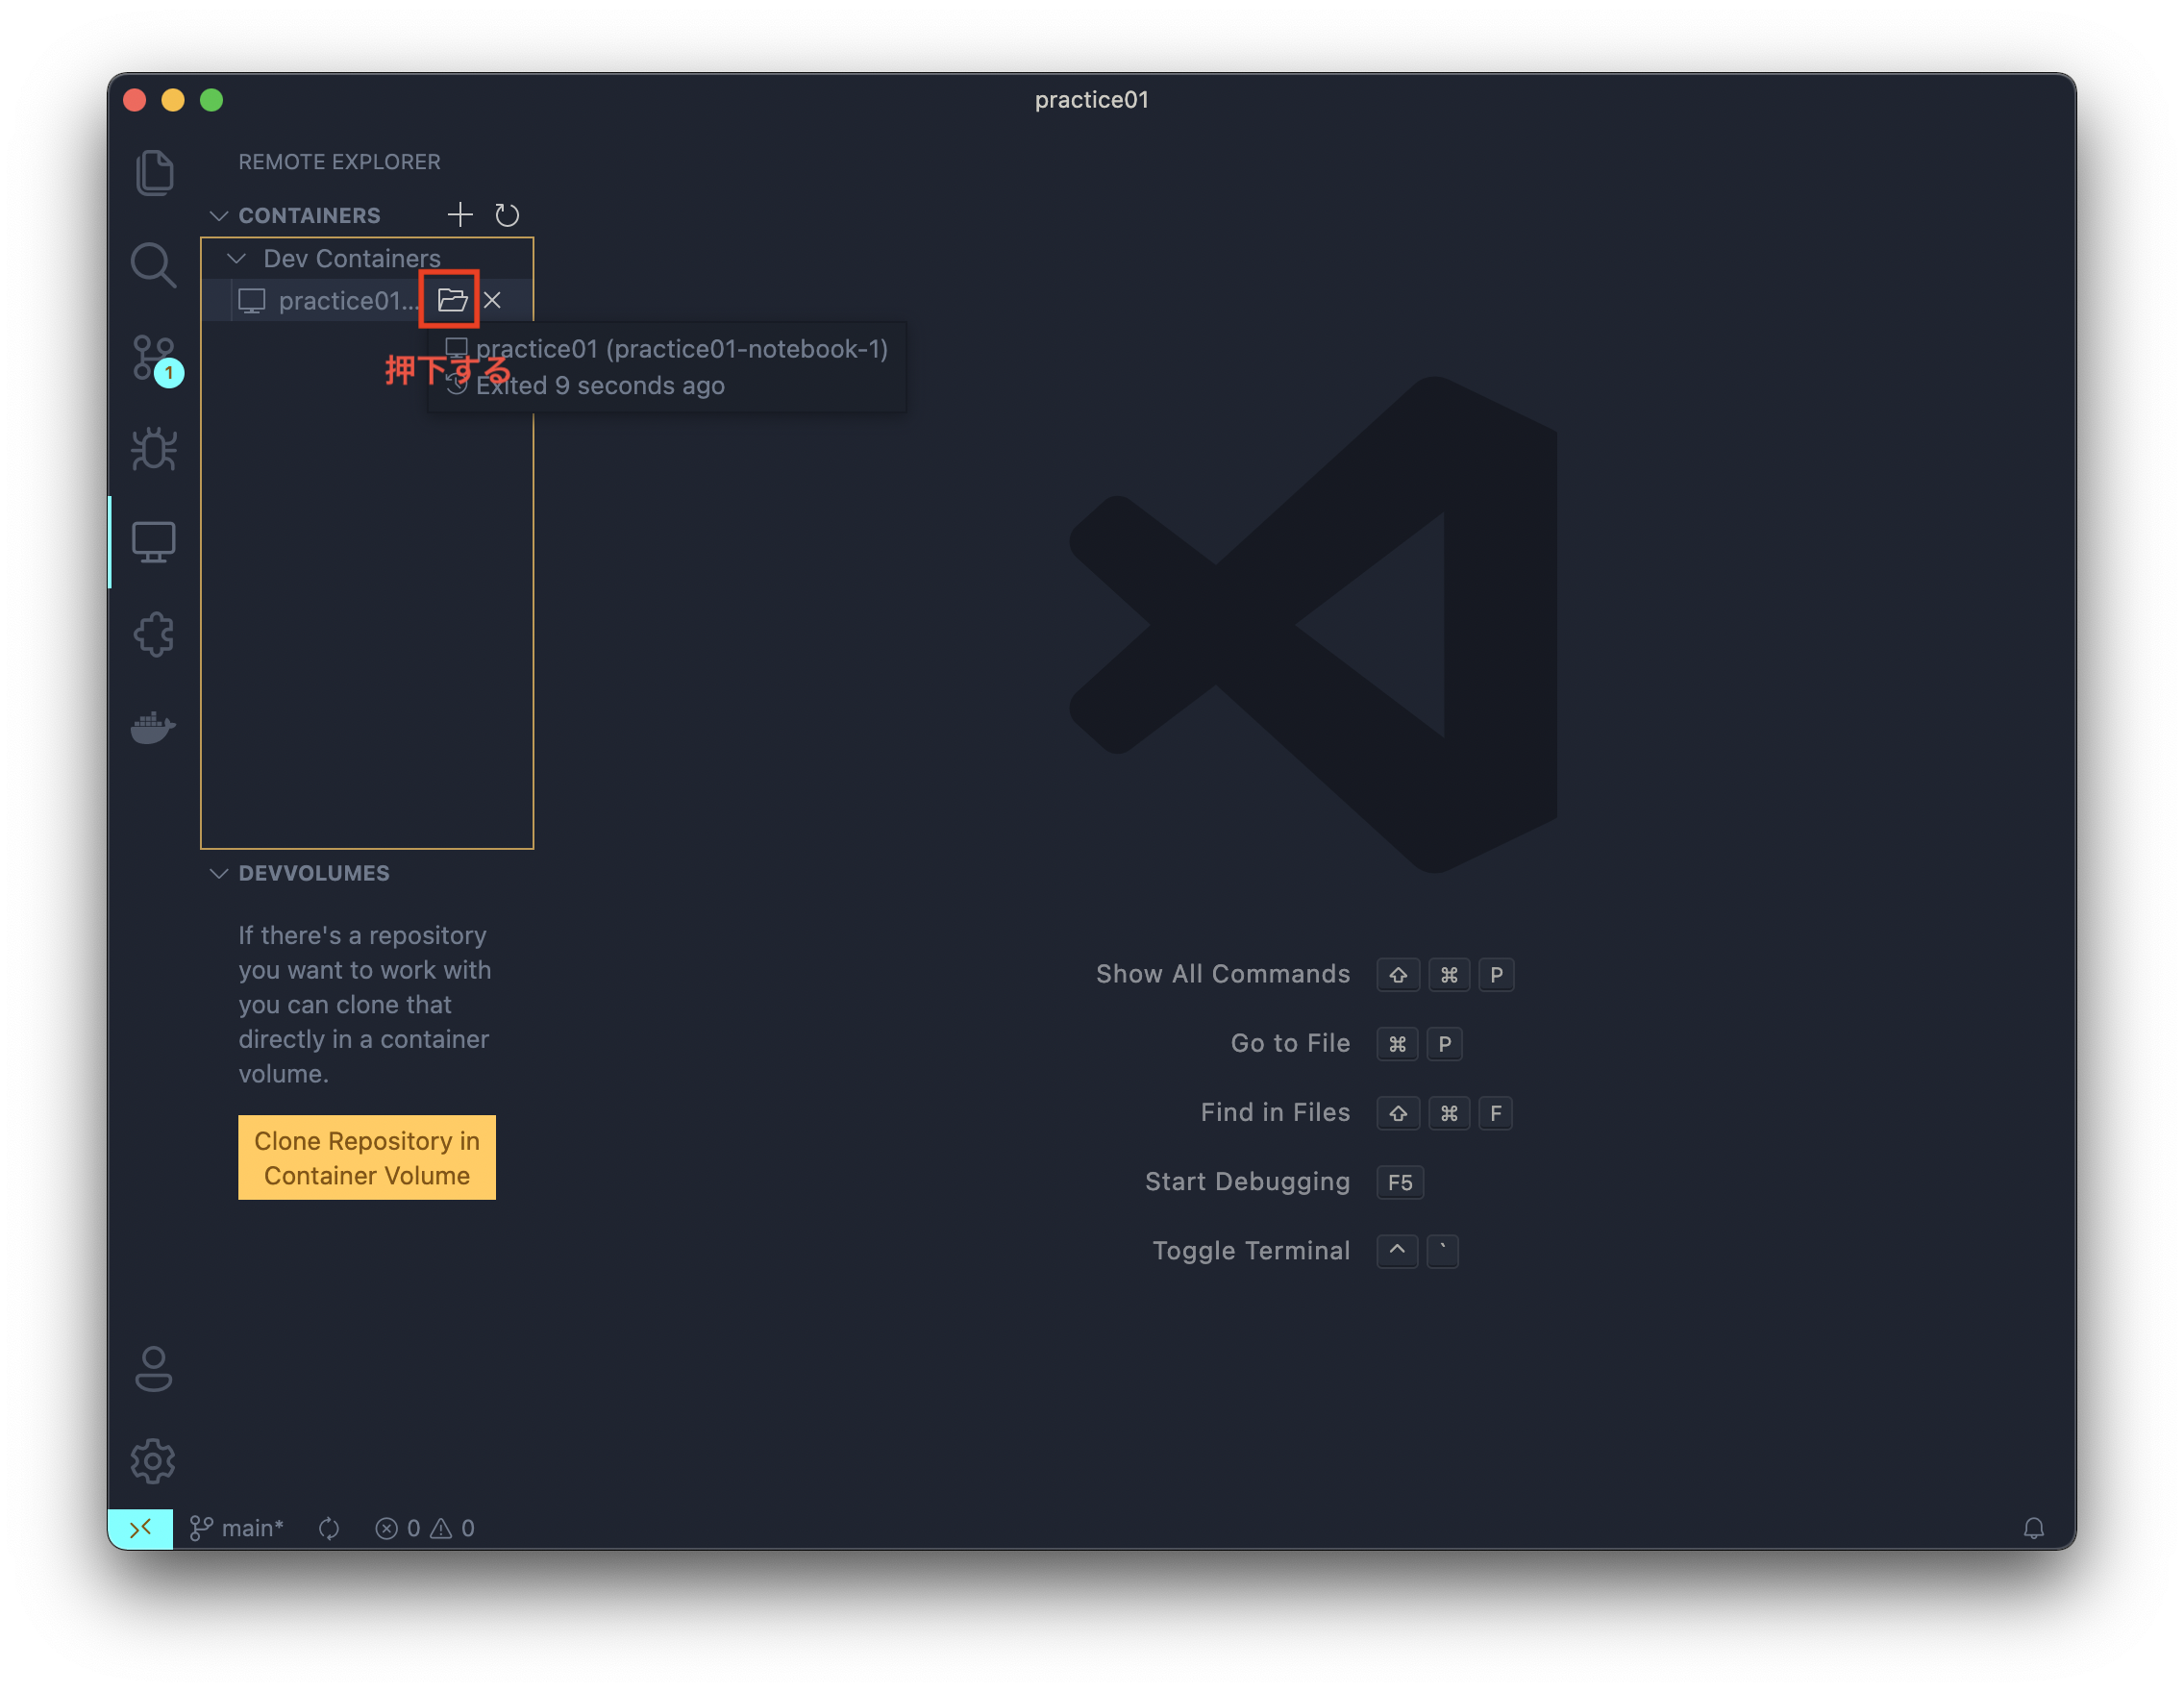 practice01
REMOTE EXPLORER
CONTAINERS
Dev Containers
practice01...
practice01 (practice01-notebook-1)
押下する
Exited 9 seconds ago
1
DEVVOLUMES
If there's a repository
you want to work with
you can clone that
directly in a container
volume.
Clone Repository in
Container Volume
Show All Commands ⇧ ⌘ P
Go to File ⌘ P
Find in Files ⇧ ⌘ F
Start Debugging F5
Toggle Terminal ^ `
main* 0 0